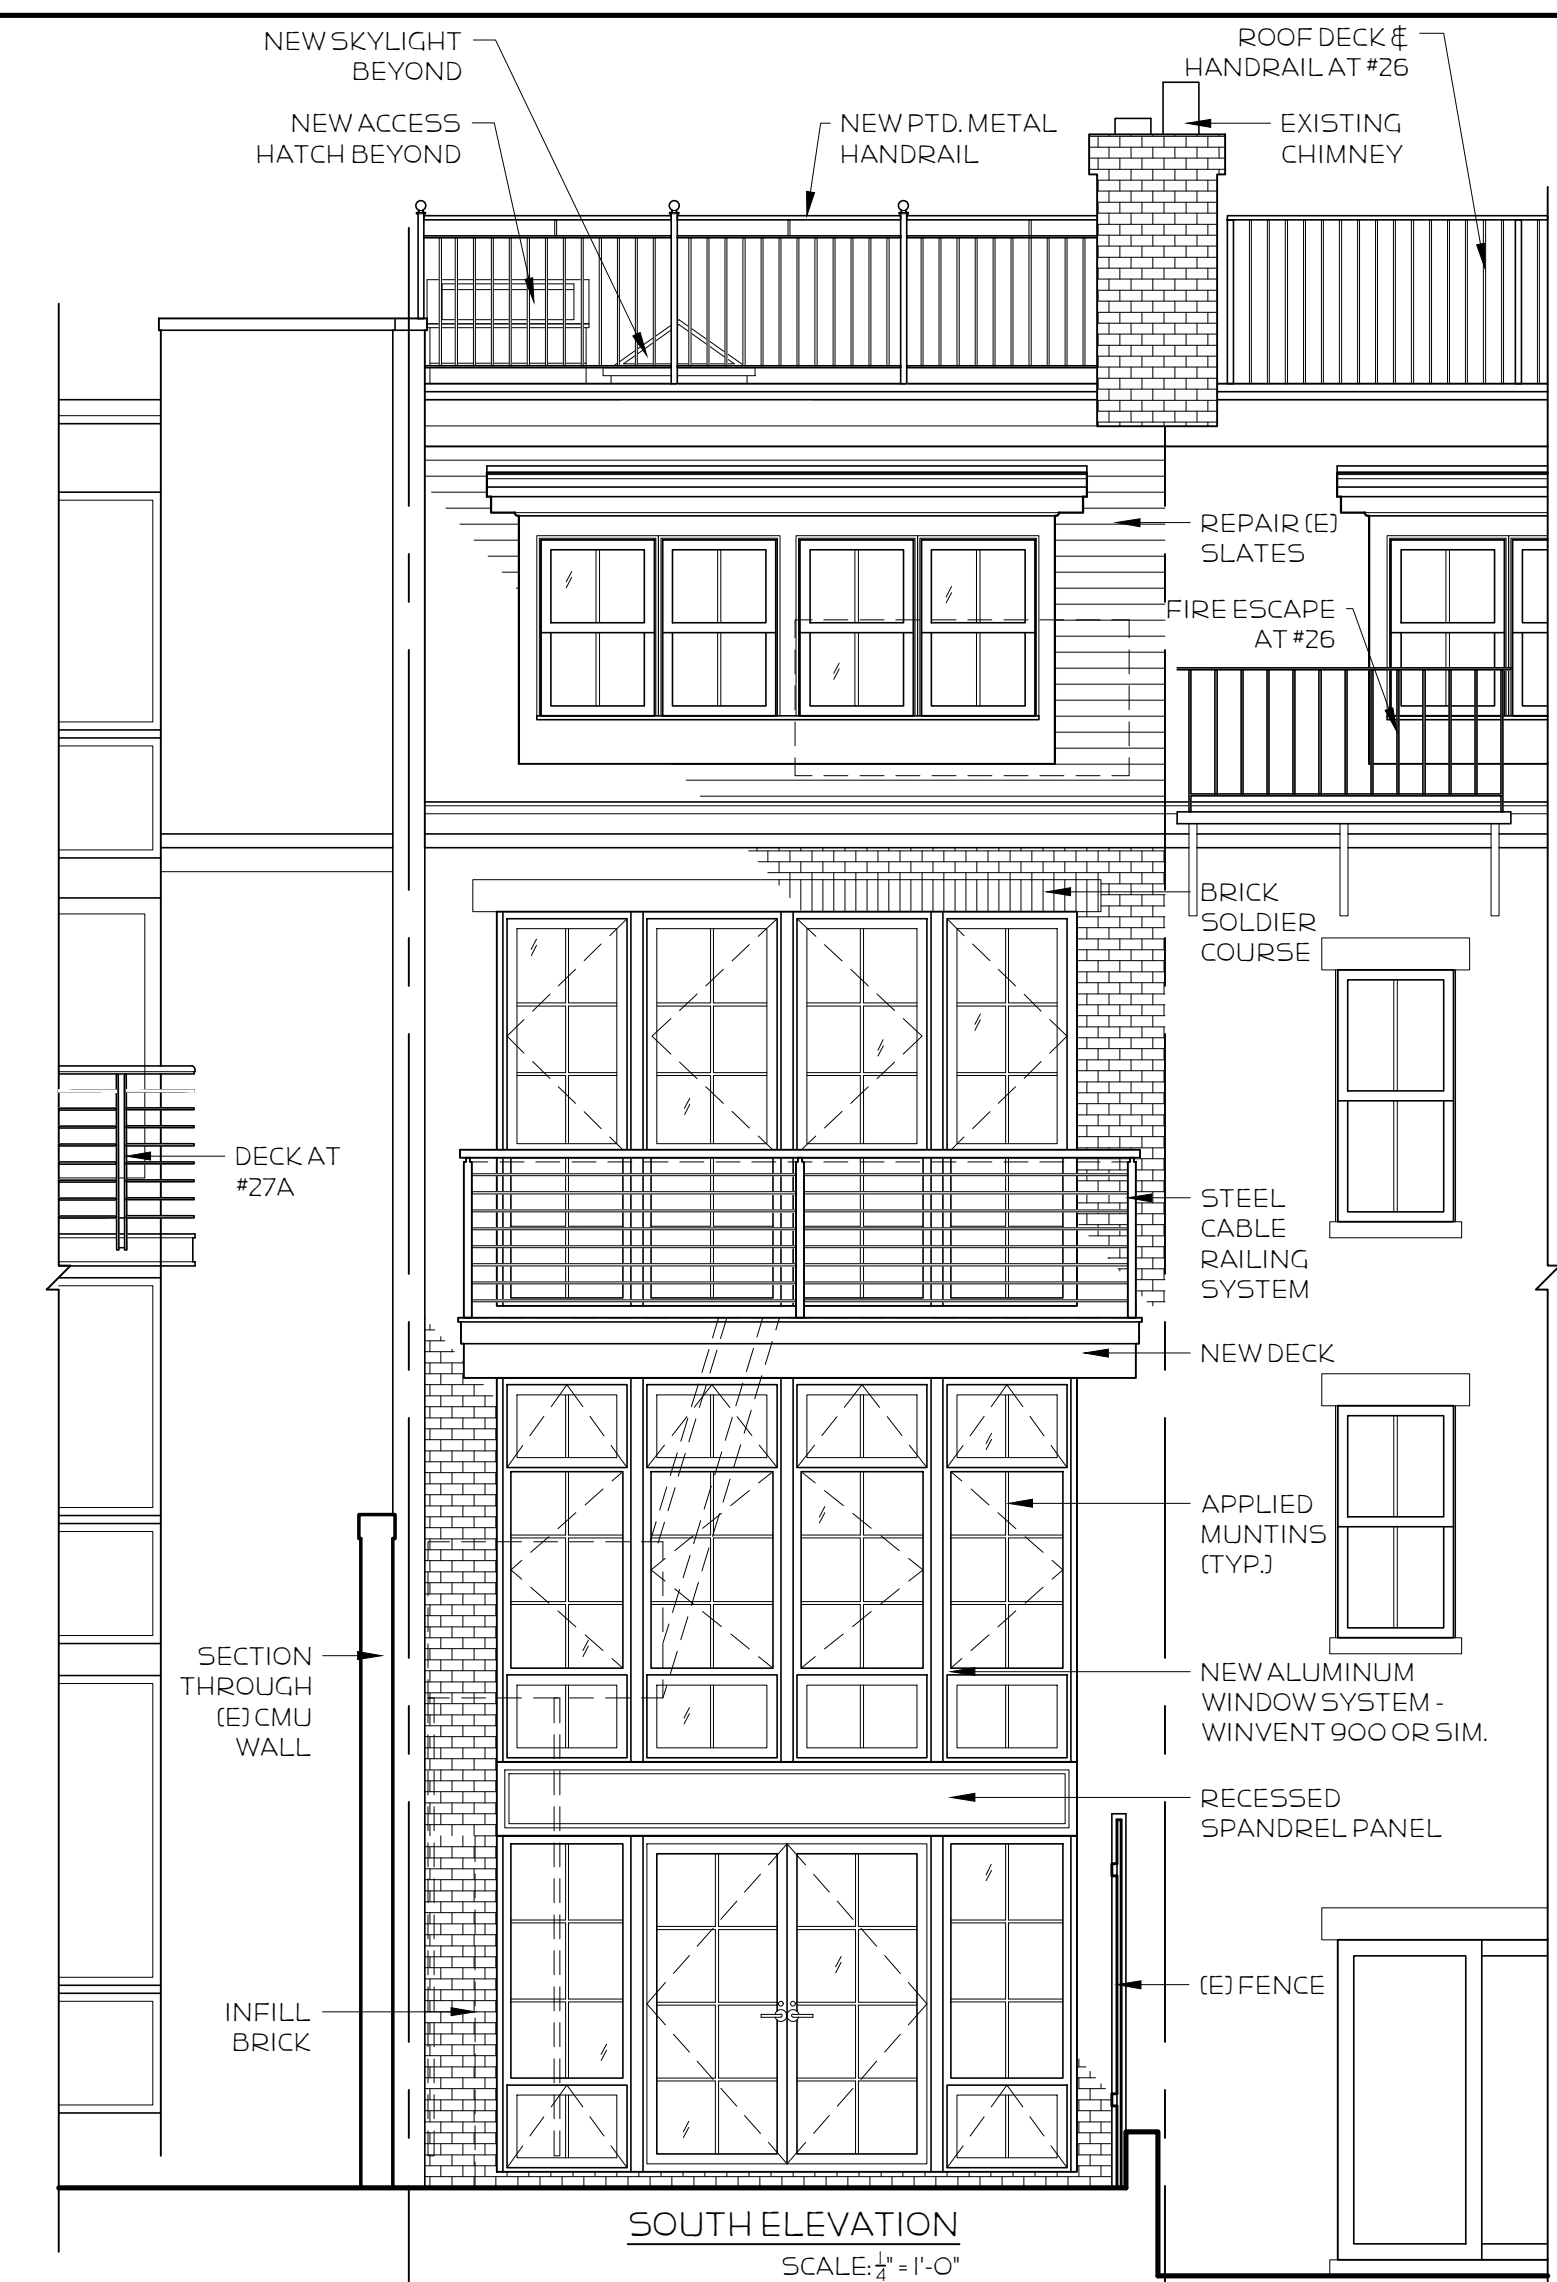 NEW SKYLIGHT
BEYOND
ROOF DECK &
HANDRAIL AT #26
NEW ACCESS
HATCH BEYOND
NEW PTD. METAL
HANDRAIL
EXISTING
CHIMNEY
REPAIR (E)
SLATES
FIRE ESCAPE
AT #26
BRICK
SOLDIER
COURSE
DECK AT
#27A
STEEL
CABLE
RAILING
SYSTEM
NEW DECK
APPLIED
MUNTINS
(TYP.)
SECTION
THROUGH
(E) CMU
WALL
NEW ALUMINUM
WINDOW SYSTEM -
WINVENT 900 OR SIM.
RECESSED
SPANDREL PANEL
INFILL
BRICK
(E) FENCE
SOUTH ELEVATION
SCALE: 1/4" = 1'-0"